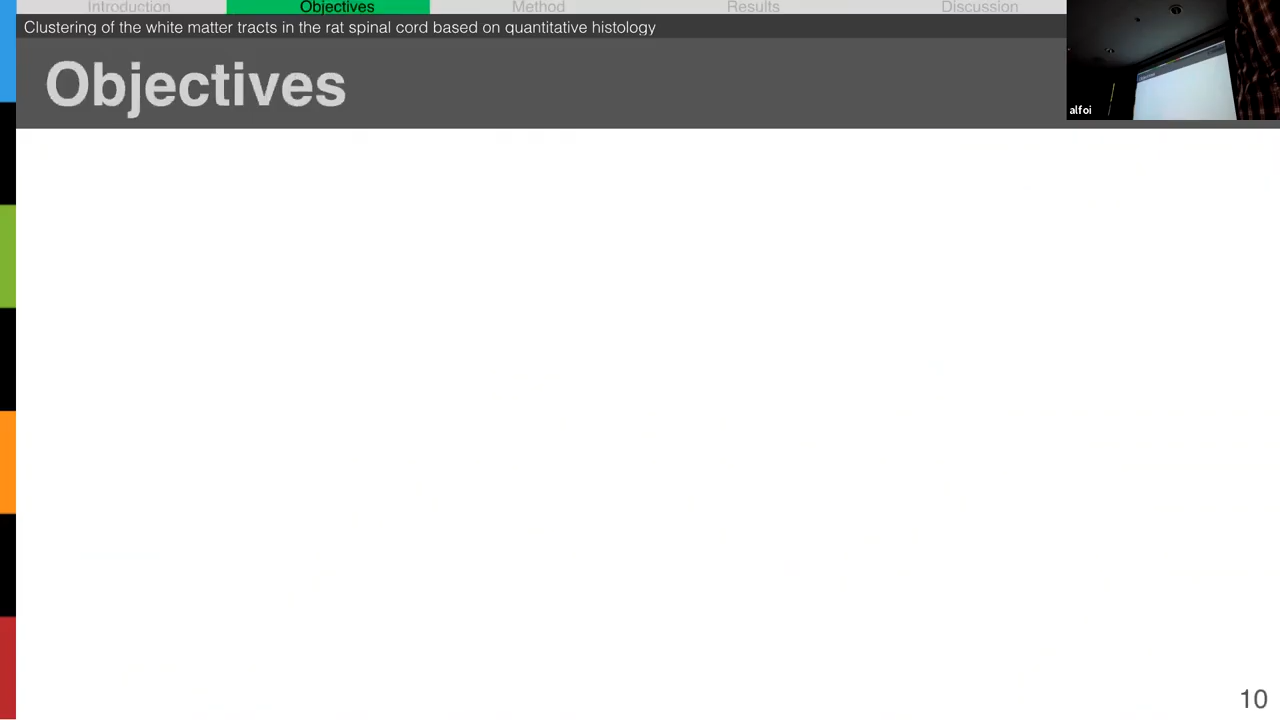 Introduction Objectives Method Results Discussion
Clustering of the white matter tracts in the rat spinal cord based on quantitative histology
Objectives
alfoi
10